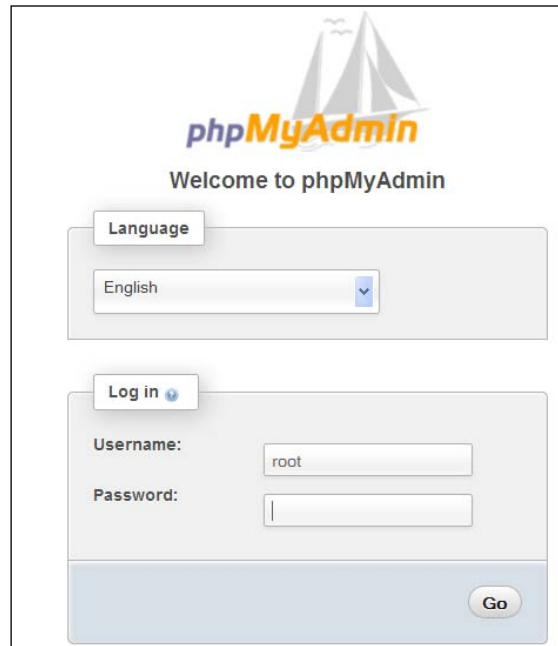 phpMyAdmin
Welcome to phpMyAdmin
Language
English
Log in
Username:
root
Password:
Go